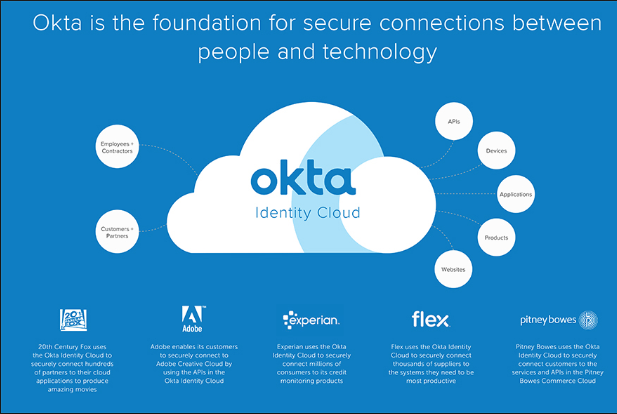 Okta is the foundation for secure connections between
people and technology
Employees +
Contractors
Customers +
Partners
okta
Identity Cloud
APIs
Devices
Applications
Products
Websites
20th Century Fox uses
the Okta Identity Cloud to
securely connect hundreds
of partners to their cloud
applications to produce
amazing movies
Adobe
Adobe enables its customers
to securely connect to
Adobe Creative Cloud by
using the APIs in the
Okta Identity Cloud
experian.
Experian uses the Okta
Identity Cloud to securely
connect millions of
consumers to its credit
monitoring products
flex
Flex uses the Okta Identity
Cloud to securely connect
thousands of suppliers to
the systems they need to be
most productive
pitney bowes
Pitney Bowes uses the Okta
Identity Cloud to securely
connect customers to the
services and APIs in the Pitney
Bowes Commerce Cloud